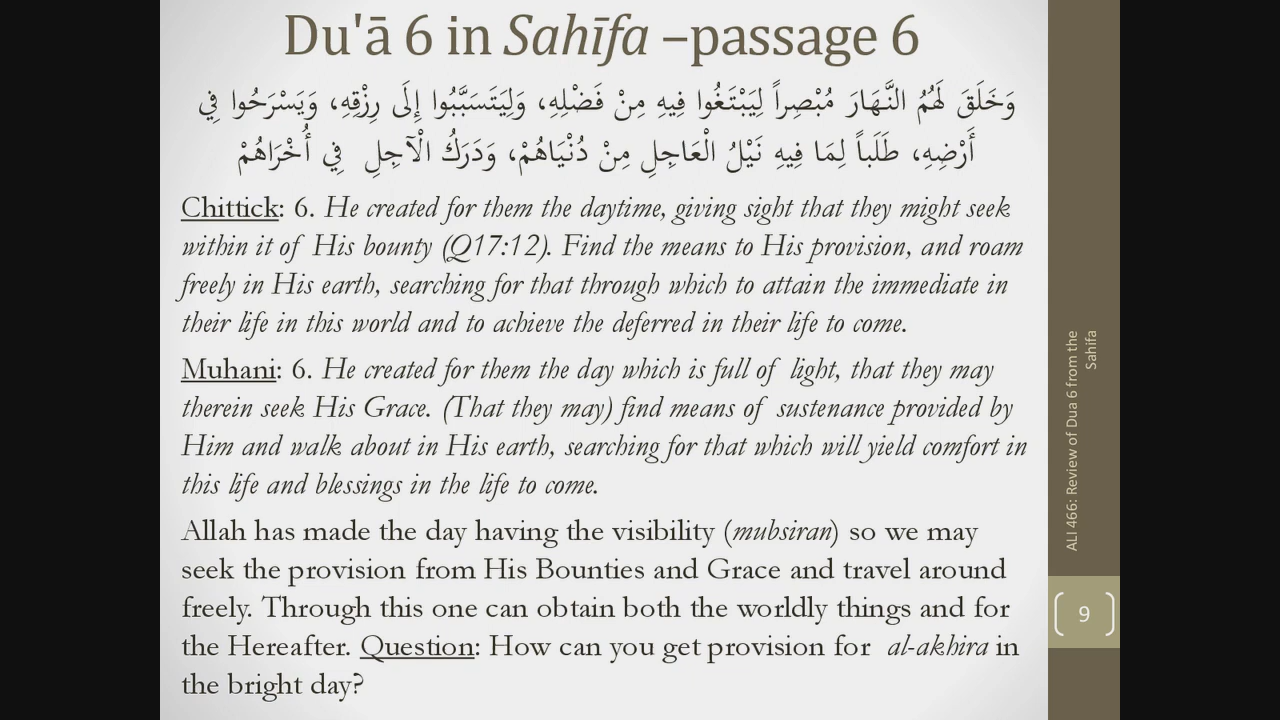 Du'ā 6 in Sahīfa –passage 6
وَخَلَقَ لَهُمُ النَّهَارَ مُبْصِراً لِيَبْتَغُوا فِيهِ مِنْ فَضْلِهِ، وَلِيَتَسَبَّبُوا إِلَى رِزْقِهِ، وَيَسْرَحُوا فِي
أَرْضِهِ، طَلَباً لِمَا فِيهِ نَيْلُ الْعَاجِلِ مِنْ دُنْيَاهُمْ، وَدَرَكُ الْآجِلِ فِي أُخْرَاهُمْ
Chittick: 6. He created for them the daytime, giving sight that they might seek
within it of His bounty (Q17:12). Find the means to His provision, and roam
freely in His earth, searching for that through which to attain the immediate in
their life in this world and to achieve the deferred in their life to come.
Muhani: 6. He created for them the day which is full of light, that they may
therein seek His Grace. (That they may) find means of sustenance provided by
Him and walk about in His earth, searching for that which will yield comfort in
this life and blessings in the life to come.
Allah has made the day having the visibility (mubsiran) so we may
seek the provision from His Bounties and Grace and travel around
freely. Through this one can obtain both the worldly things and for
the Hereafter. Question: How can you get provision for al-akhira in
the bright day?
ALI 466: Review of Dua 6 from the
Sahifa
9